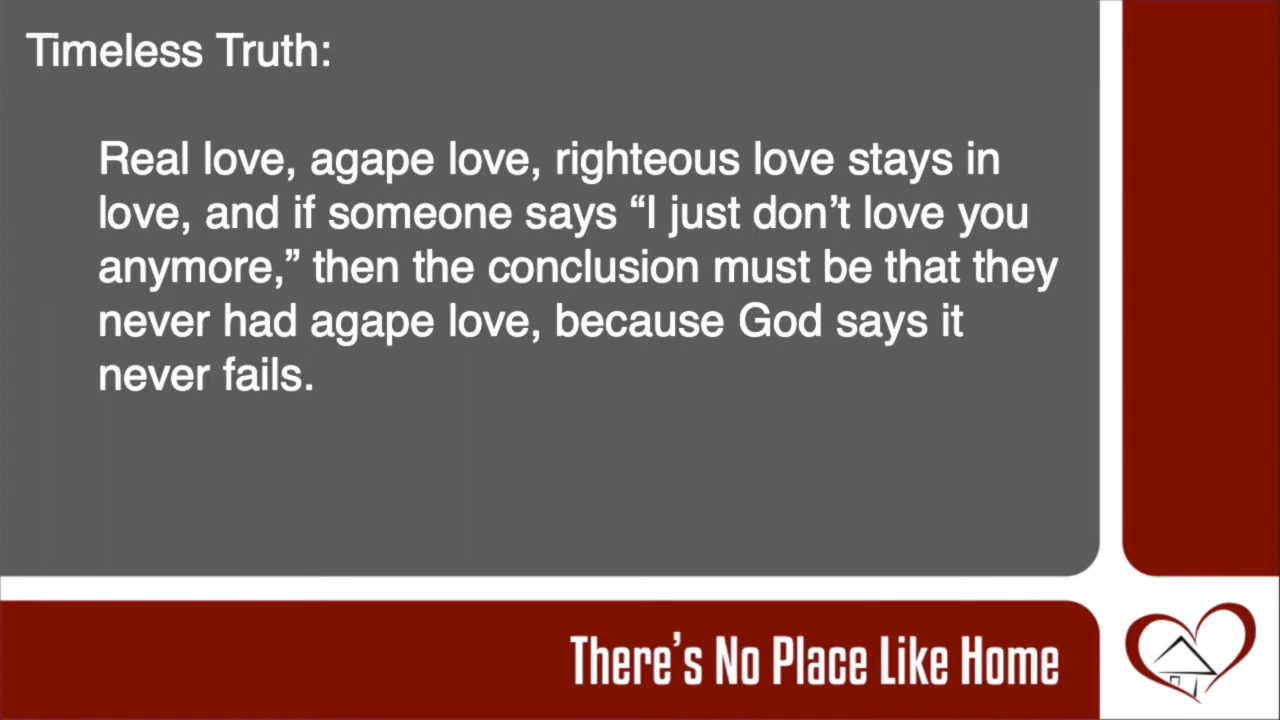 Timeless Truth:
Real love, agape love, righteous love stays in
love, and if someone says “I just don’t love you
anymore,” then the conclusion must be that they
never had agape love, because God says it
never fails.
There’s No Place Like Home